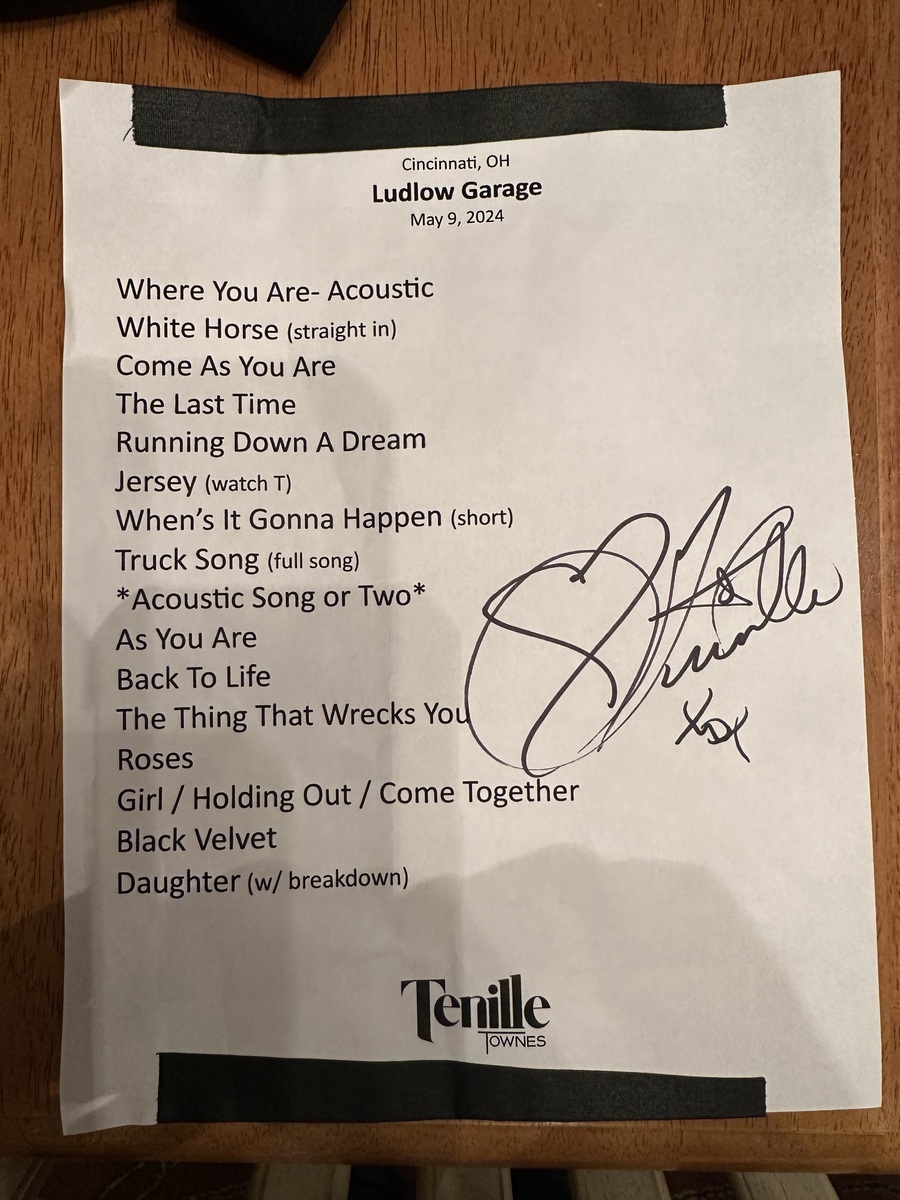 Cincinnati, OH
Ludlow Garage
May 9, 2024
Where You Are- Acoustic
White Horse (straight in)
Come As You Are
The Last Time
Running Down A Dream
Jersey (watch T)
When's It Gonna Happen (short)
Truck Song (full song)
*Acoustic Song or Two*
As You Are
Back To Life
The Thing That Wrecks You
Roses
Girl / Holding Out / Come Together
Black Velvet
Daughter (w/ breakdown)
Tenille
xox
Tenille
TOWNES